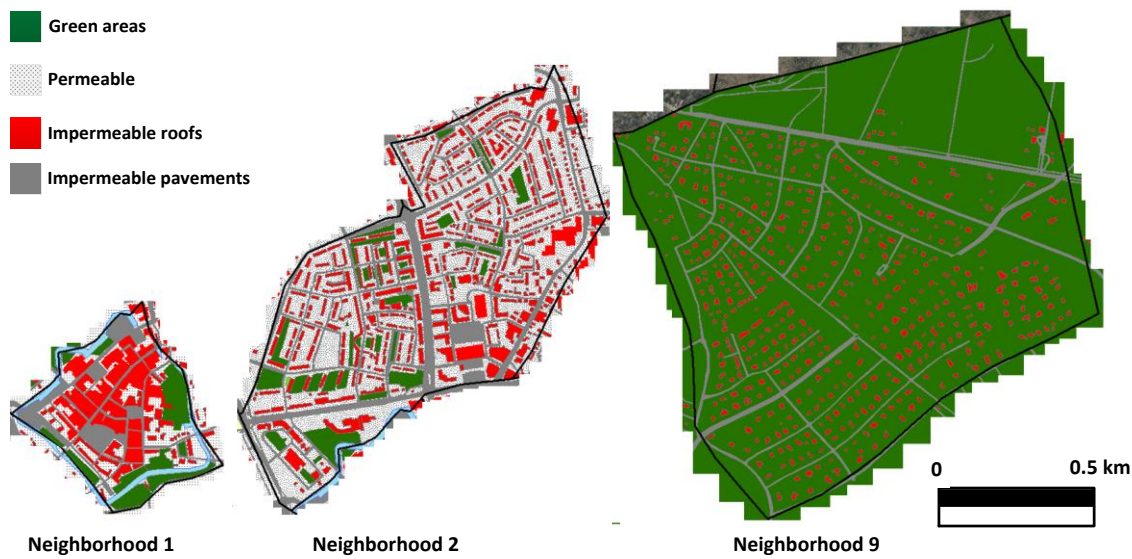 Green areas
Permeable
Impermeable roofs
Impermeable pavements
0 0.5 km
Neighborhood 1 Neighborhood 2 Neighborhood 9